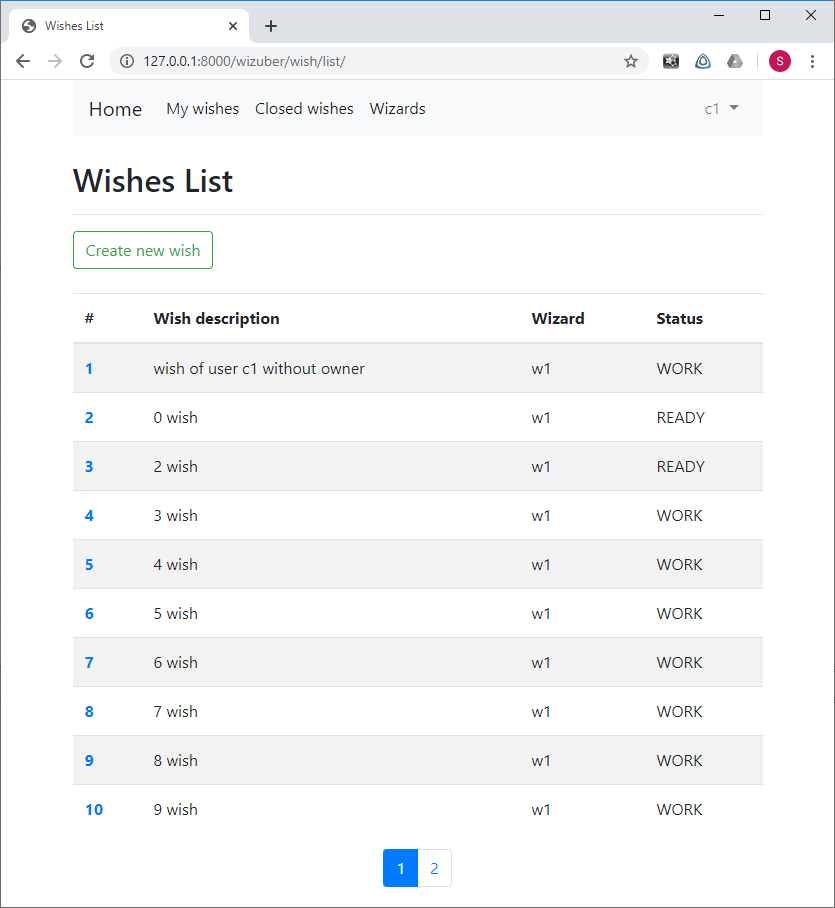 Wishes List
127.0.0.1:8000/wizuber/wish/list/
S
Home My wishes Closed wishes Wizards c1
Wishes List
Create new wish
# Wish description Wizard Status
1 wish of user c1 without owner w1 WORK
2 0 wish w1 READY
3 2 wish w1 READY
4 3 wish w1 WORK
5 4 wish w1 WORK
6 5 wish w1 WORK
7 6 wish w1 WORK
8 7 wish w1 WORK
9 8 wish w1 WORK
10 9 wish w1 WORK
1 2